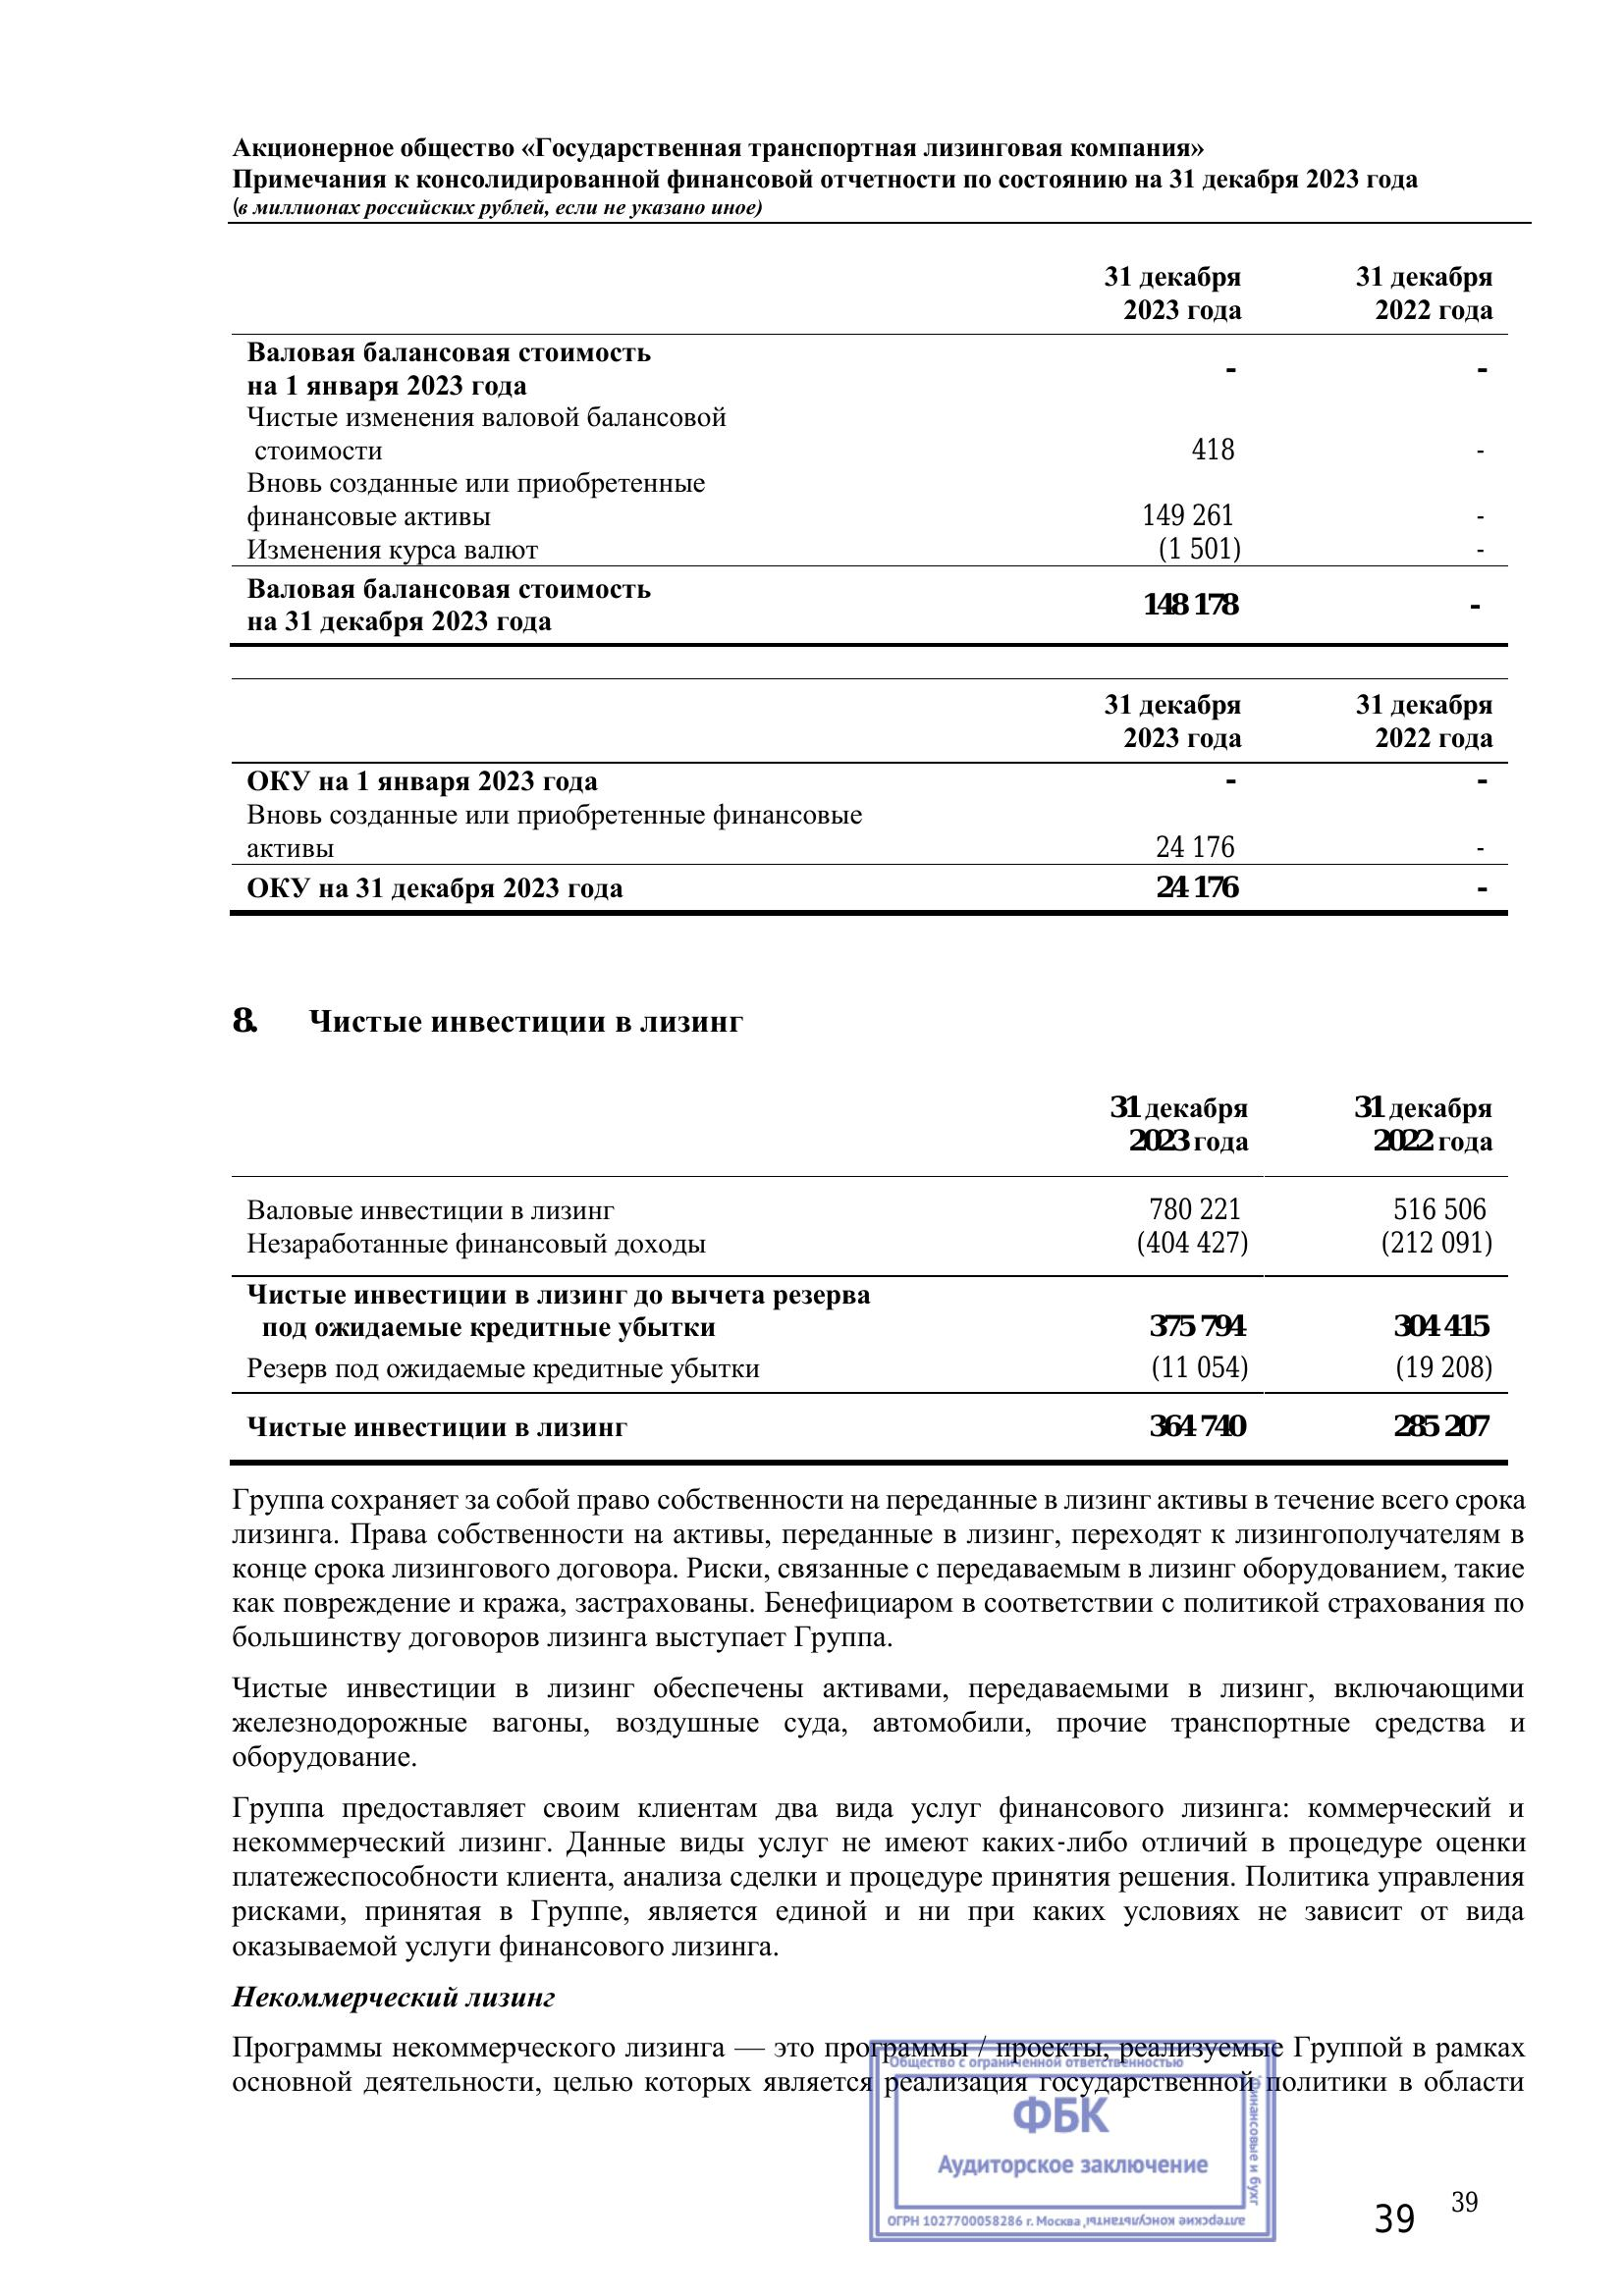 Акционерное общество «Государственная транспортная лизинговая компания»
Примечания к консолидированной финансовой отчетности по состоянию на 31 декабря 2023 года
(в миллионах российских рублей, если не указано иное)
31 декабря 31 декабря
2023 года 2022 года
Валовая балансовая стоимость
на 1 января 2023 года - -
Чистые изменения валовой балансовой
стоимости 418 -
Вновь созданные или приобретенные
финансовые активы 149 261 -
Изменения курса валют (1 501) -
Валовая балансовая стоимость
на 31 декабря 2023 года 148 178 -
31 декабря 31 декабря
2023 года 2022 года
ОКУ на 1 января 2023 года - -
Вновь созданные или приобретенные финансовые
активы 24 176 -
ОКУ на 31 декабря 2023 года 24 176 -
8. Чистые инвестиции в лизинг
31 декабря 31 декабря
2023 года 2022 года
Валовые инвестиции в лизинг 780 221 516 506
Незаработанные финансовый доходы (404 427) (212 091)
Чистые инвестиции в лизинг до вычета резерва
под ожидаемые кредитные убытки 375 794 304 415
Резерв под ожидаемые кредитные убытки (11 054) (19 208)
Чистые инвестиции в лизинг 364 740 285 207
Группа сохраняет за собой право собственности на переданные в лизинг активы в течение всего срока
лизинга. Права собственности на активы, переданные в лизинг, переходят к лизингополучателям в
конце срока лизингового договора. Риски, связанные с передаваемым в лизинг оборудованием, такие
как повреждение и кража, застрахованы. Бенефициаром в соответствии с политикой страхования по
большинству договоров лизинга выступает Группа.
Чистые инвестиции в лизинг обеспечены активами, передаваемыми в лизинг, включающими
железнодорожные вагоны, воздушные суда, автомобили, прочие транспортные средства и
оборудование.
Группа предоставляет своим клиентам два вида услуг финансового лизинга: коммерческий и
некоммерческий лизинг. Данные виды услуг не имеют каких-либо отличий в процедуре оценки
платежеспособности клиента, анализа сделки и процедуре принятия решения. Политика управления
рисками, принятая в Группе, является единой и ни при каких условиях не зависит от вида
оказываемой услуги финансового лизинга.
Некоммерческий лизинг
Программы некоммерческого лизинга — это программы / проекты, реализуемые Группой в рамках
основной деятельности, целью которых является реализация государственной политики в области
Общество с ограниченной ответственностью
"Финансовые и бухг
алтерские консультанты"
ФБК
Аудиторское заключение
ОГРН 1027700058286 г. Москва
39
39